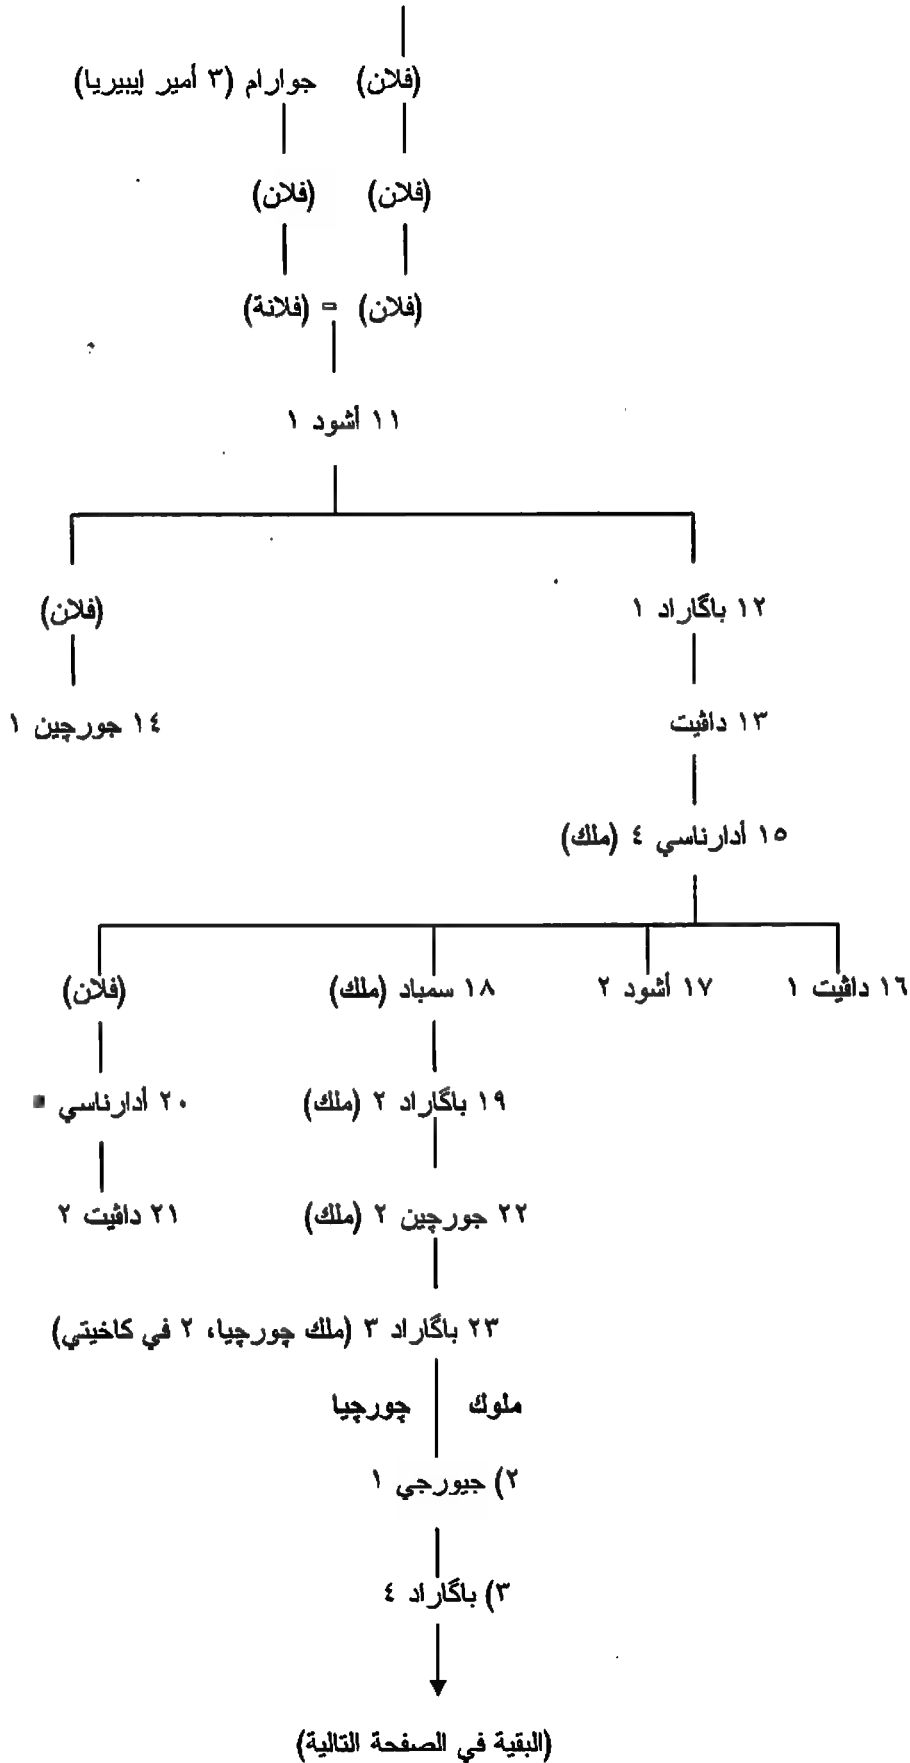 (فلان) جوارام (٣ أمير إيبيريا)
(فلان) (فلان)
(فلان) = (فلانة)
١١ أشود ١
١٢ باگاراد ١ (فلان)
١٣ داڤيت ١٤ جورچين ١
١٥ أدارناسي ٤ (ملك)
١٦ داڤيت ١ ١٧ أشود ٢ ١٨ سمباد (ملك) (فلان)
١٩ باگاراد ٢ (ملك) ٢٠ أدارناسي
٢٢ جورچين ٢ (ملك) ٢١ داڤيت ٢
٢٣ باگاراد ٣ (ملك چورچيا، ٢ في كاخيتي)
ملوك چورچيا
٢) جيورجي ١
٣) باگاراد ٤
(البقية في الصفحة التالية)